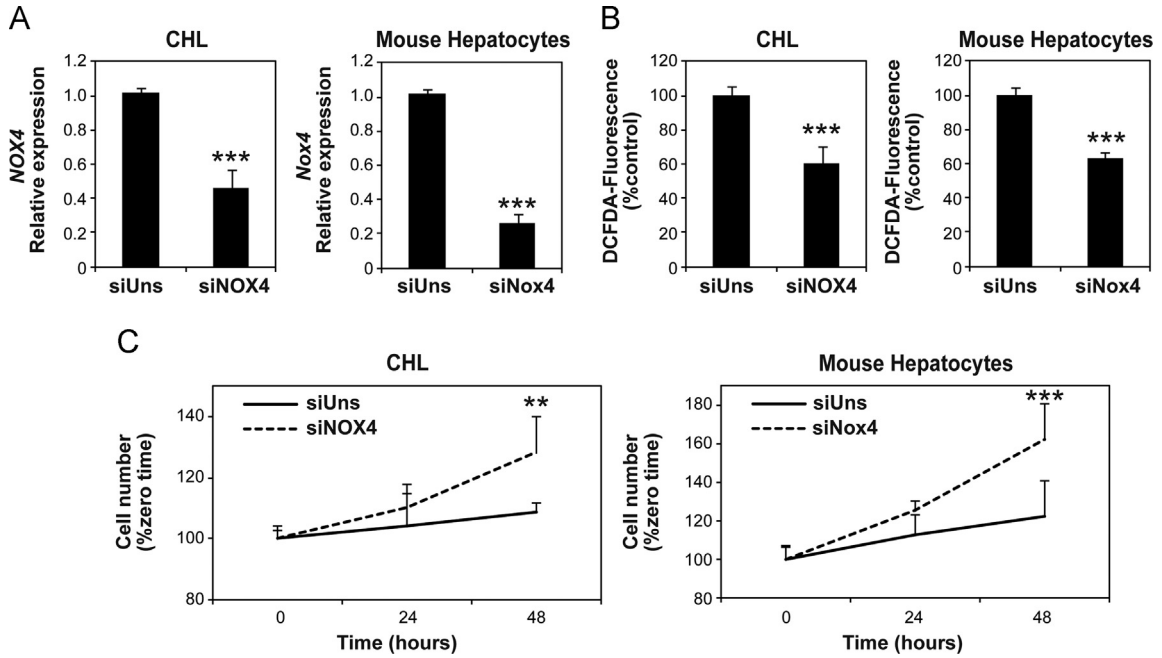 A
CHL
NOX4
Relative expression
1.2
1.0
0.8
0.6
0.4
0.2
0
***
siUns
siNOX4
Mouse Hepatocytes
Nox4
Relative expression
1.2
1.0
0.8
0.6
0.4
0.2
0
***
siUns
siNox4
B
CHL
DCFDA-Fluorescence
(%control)
120
100
80
60
40
20
0
***
siUns
siNOX4
Mouse Hepatocytes
DCFDA-Fluorescence
(%control)
120
100
80
60
40
20
0
***
siUns
siNox4
C
CHL
Cell number
(%zero time)
140
120
100
80
siUns
siNOX4
**
0 24 48
Time (hours)
Mouse Hepatocytes
Cell number
(%zero time)
180
160
140
120
100
80
siUns
siNox4
***
0 24 48
Time (hours)